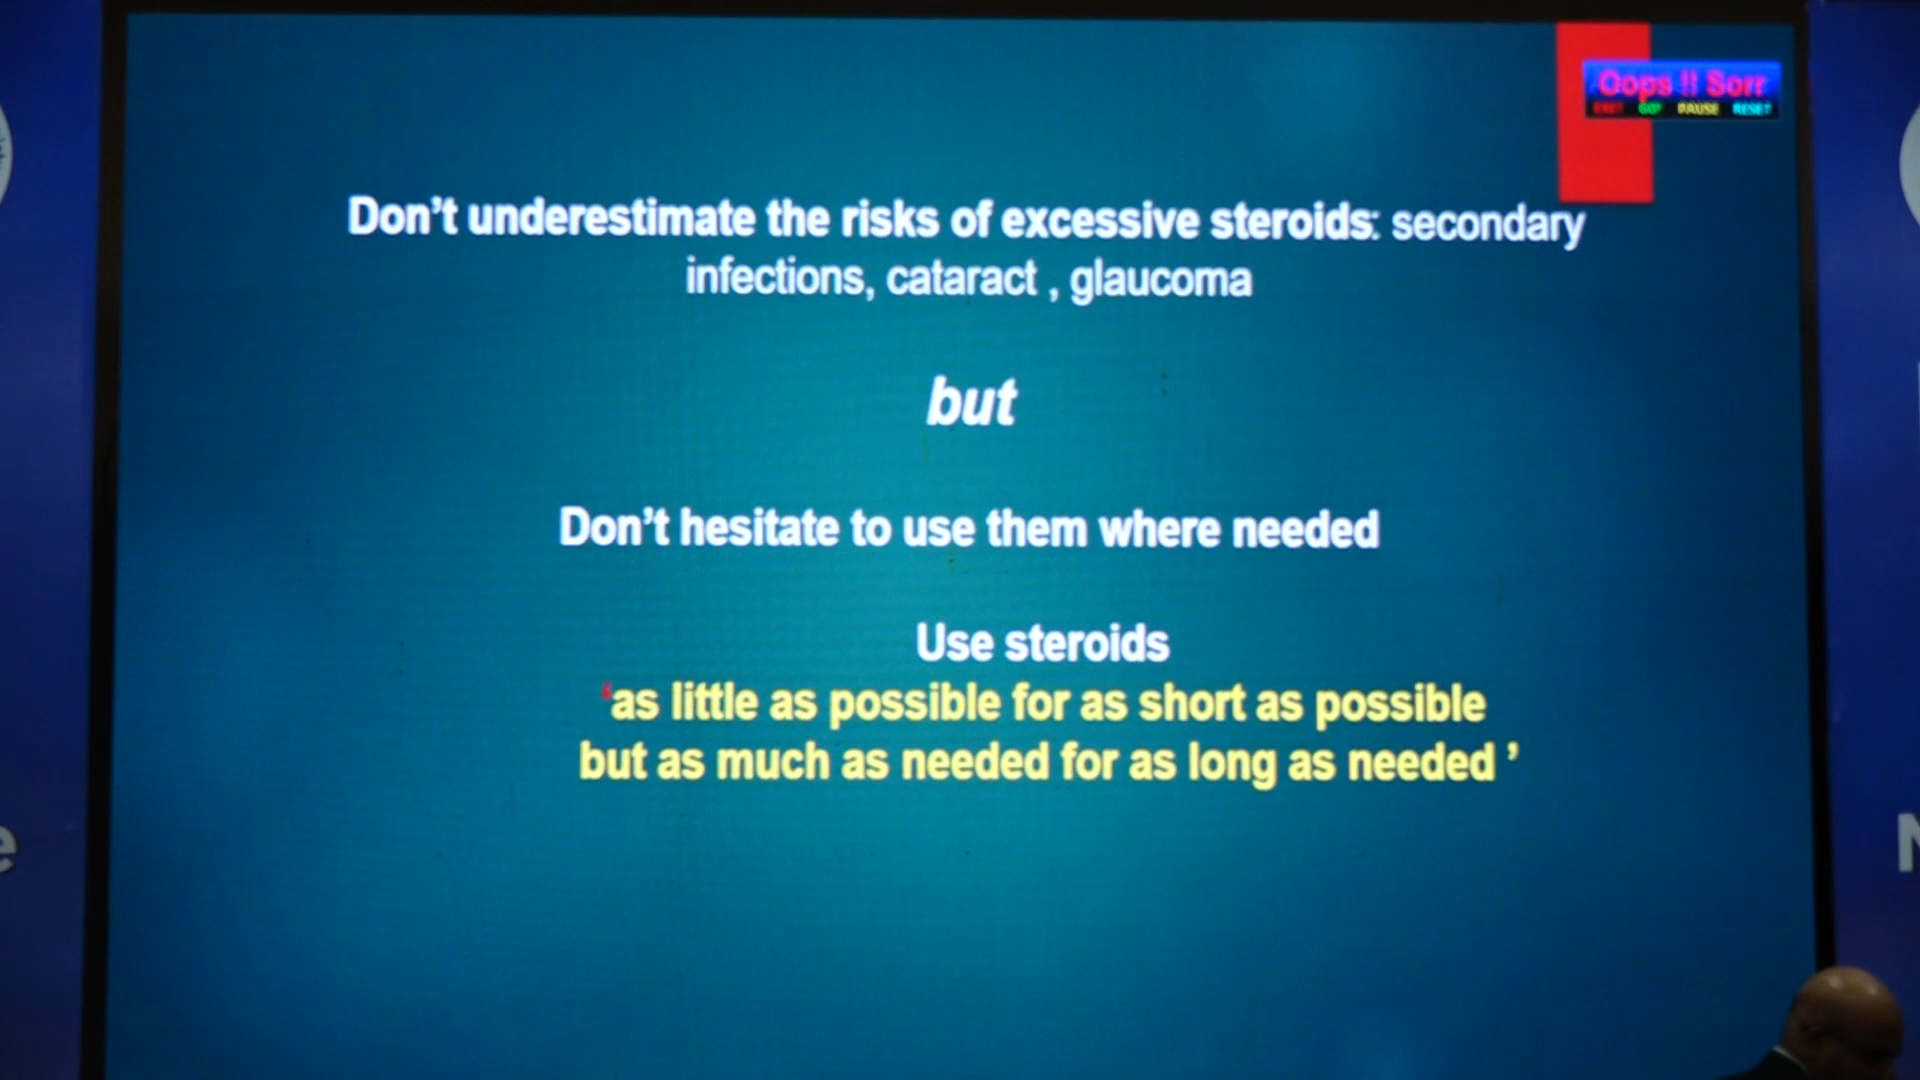 Oops !! Sorr
EXIT GO! PAUSE RESET
Don't underestimate the risks of excessive steroids: secondary
infections, cataract , glaucoma
but
Don't hesitate to use them where needed
Use steroids
‘as little as possible for as short as possible
but as much as needed for as long as needed ’
e
N